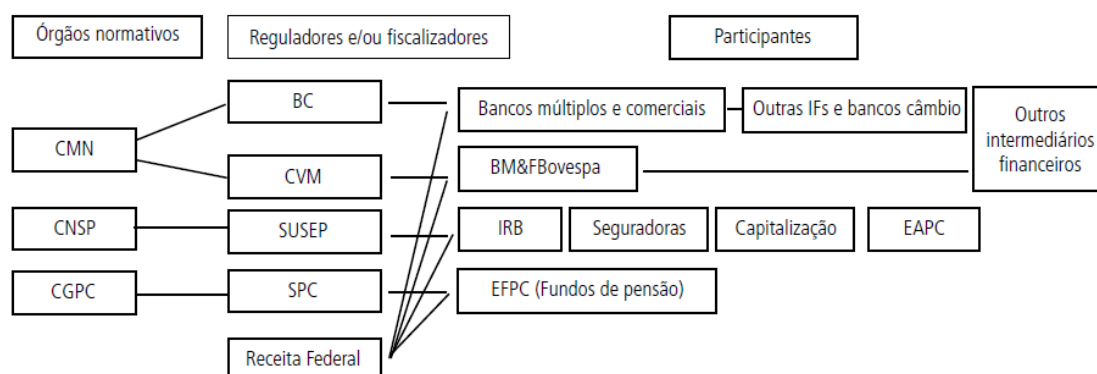 Órgãos normativos
Reguladores e/ou fiscalizadores
Participantes
BC
Bancos múltiplos e comerciais
Outras IFs e bancos câmbio
Outros
intermediários
financeiros
CMN
CVM
BM&FBovespa
CNSP
SUSEP
IRB
Seguradoras
Capitalização
EAPC
CGPC
SPC
EFPC (Fundos de pensão)
Receita Federal